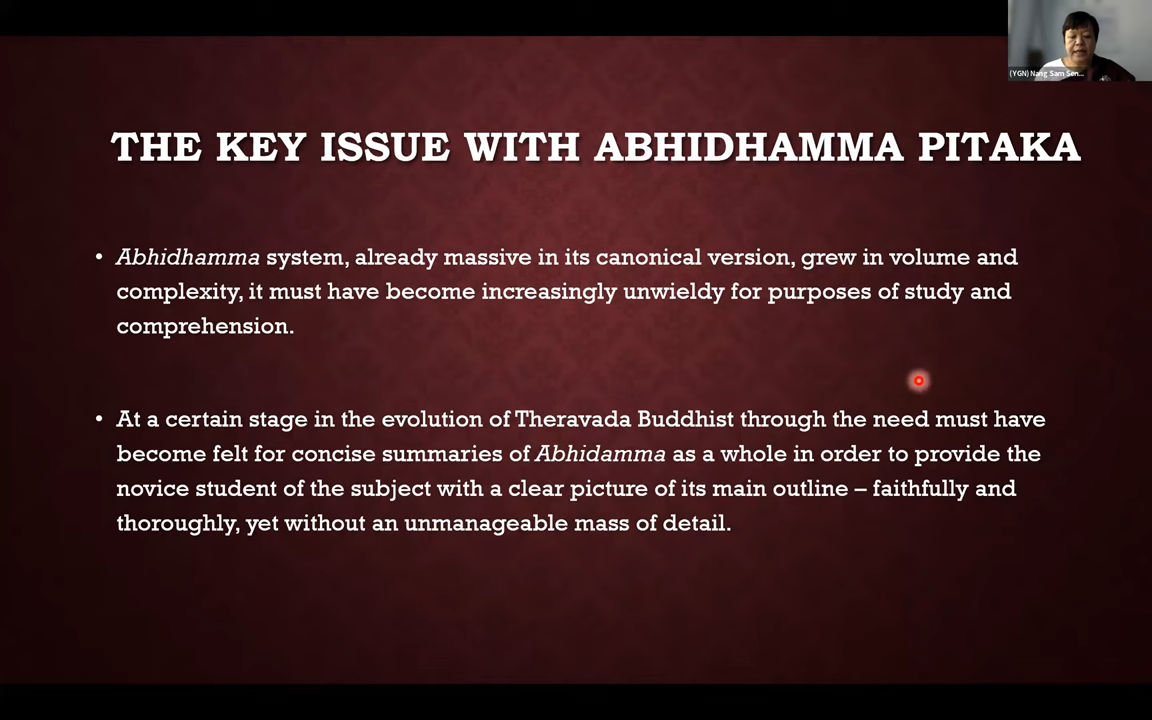 (YGN) Nang Sam Sen...
THE KEY ISSUE WITH ABHIDHAMMA PITAKA
• Abhidhamma system, already massive in its canonical version, grew in volume and
complexity, it must have become increasingly unwieldy for purposes of study and
comprehension.
• At a certain stage in the evolution of Theravada Buddhist through the need must have
become felt for concise summaries of Abhidamma as a whole in order to provide the
novice student of the subject with a clear picture of its main outline – faithfully and
thoroughly, yet without an unmanageable mass of detail.